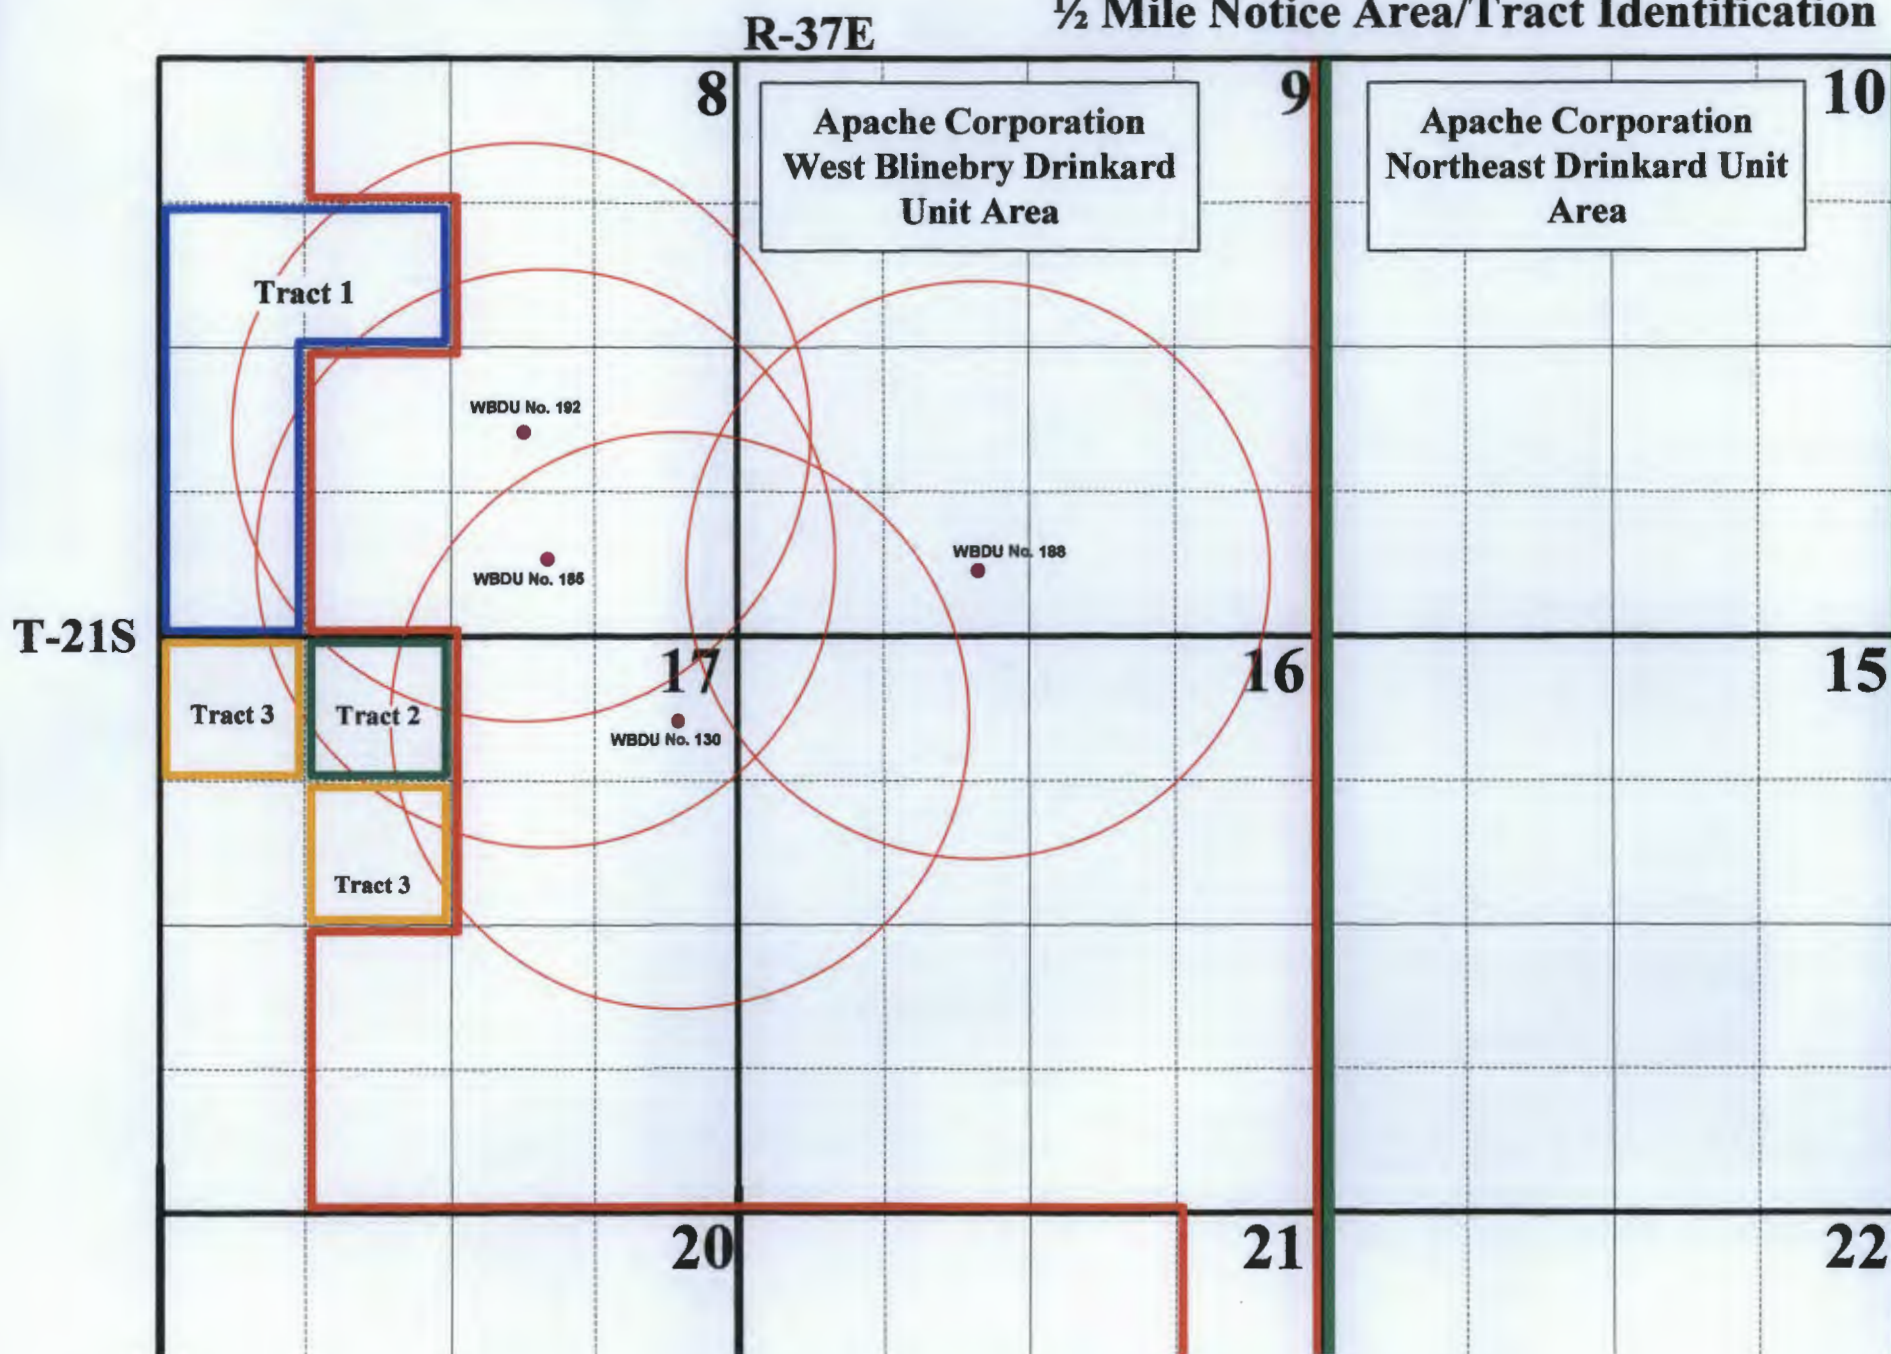 ½ Mile Notice Area/Tract Identification
R-37E
8
9
10
Apache Corporation
West Blinebry Drinkard
Unit Area
Apache Corporation
Northeast Drinkard Unit
Area
Tract 1
WBDU No. 192
WBDU No. 188
WBDU No. 185
T-21S
17
16
15
Tract 3
Tract 2
WBDU No. 130
Tract 3
20
21
22